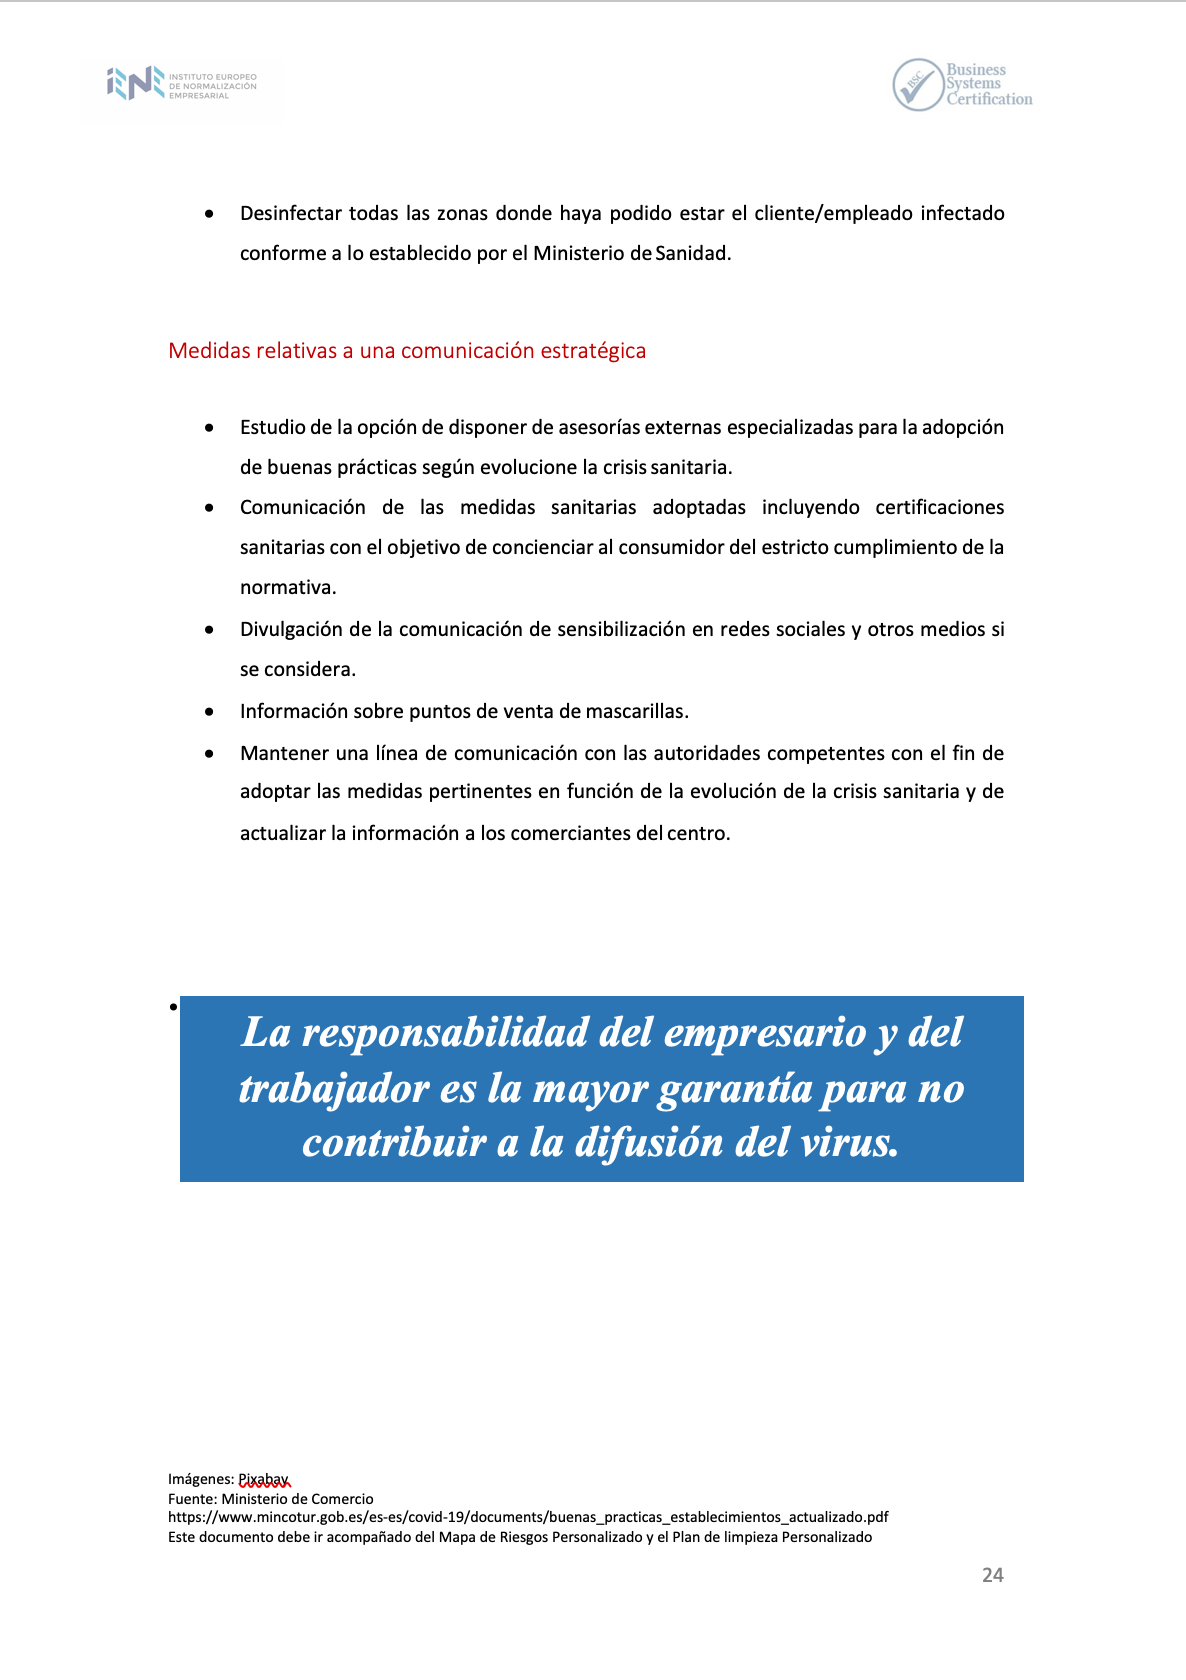 INSTITUTO EUROPEO
DE NORMALIZACIÓN
EMPRESARIAL
BSC
Business
Systems
Certification
• Desinfectar todas las zonas donde haya podido estar el cliente/empleado infectado
conforme a lo establecido por el Ministerio de Sanidad.
Medidas relativas a una comunicación estratégica
• Estudio de la opción de disponer de asesorías externas especializadas para la adopción
de buenas prácticas según evolucione la crisis sanitaria.
• Comunicación de las medidas sanitarias adoptadas incluyendo certificaciones
sanitarias con el objetivo de concienciar al consumidor del estricto cumplimiento de la
normativa.
• Divulgación de la comunicación de sensibilización en redes sociales y otros medios si
se considera.
• Información sobre puntos de venta de mascarillas.
• Mantener una línea de comunicación con las autoridades competentes con el fin de
adoptar las medidas pertinentes en función de la evolución de la crisis sanitaria y de
actualizar la información a los comerciantes del centro.
• La responsabilidad del empresario y del
trabajador es la mayor garantía para no
contribuir a la difusión del virus.
Imágenes: Pixabay
Fuente: Ministerio de Comercio
https://www.mincotur.gob.es/es-es/covid-19/documents/buenas_practicas_establecimientos_actualizado.pdf
Este documento debe ir acompañado del Mapa de Riesgos Personalizado y el Plan de limpieza Personalizado
24